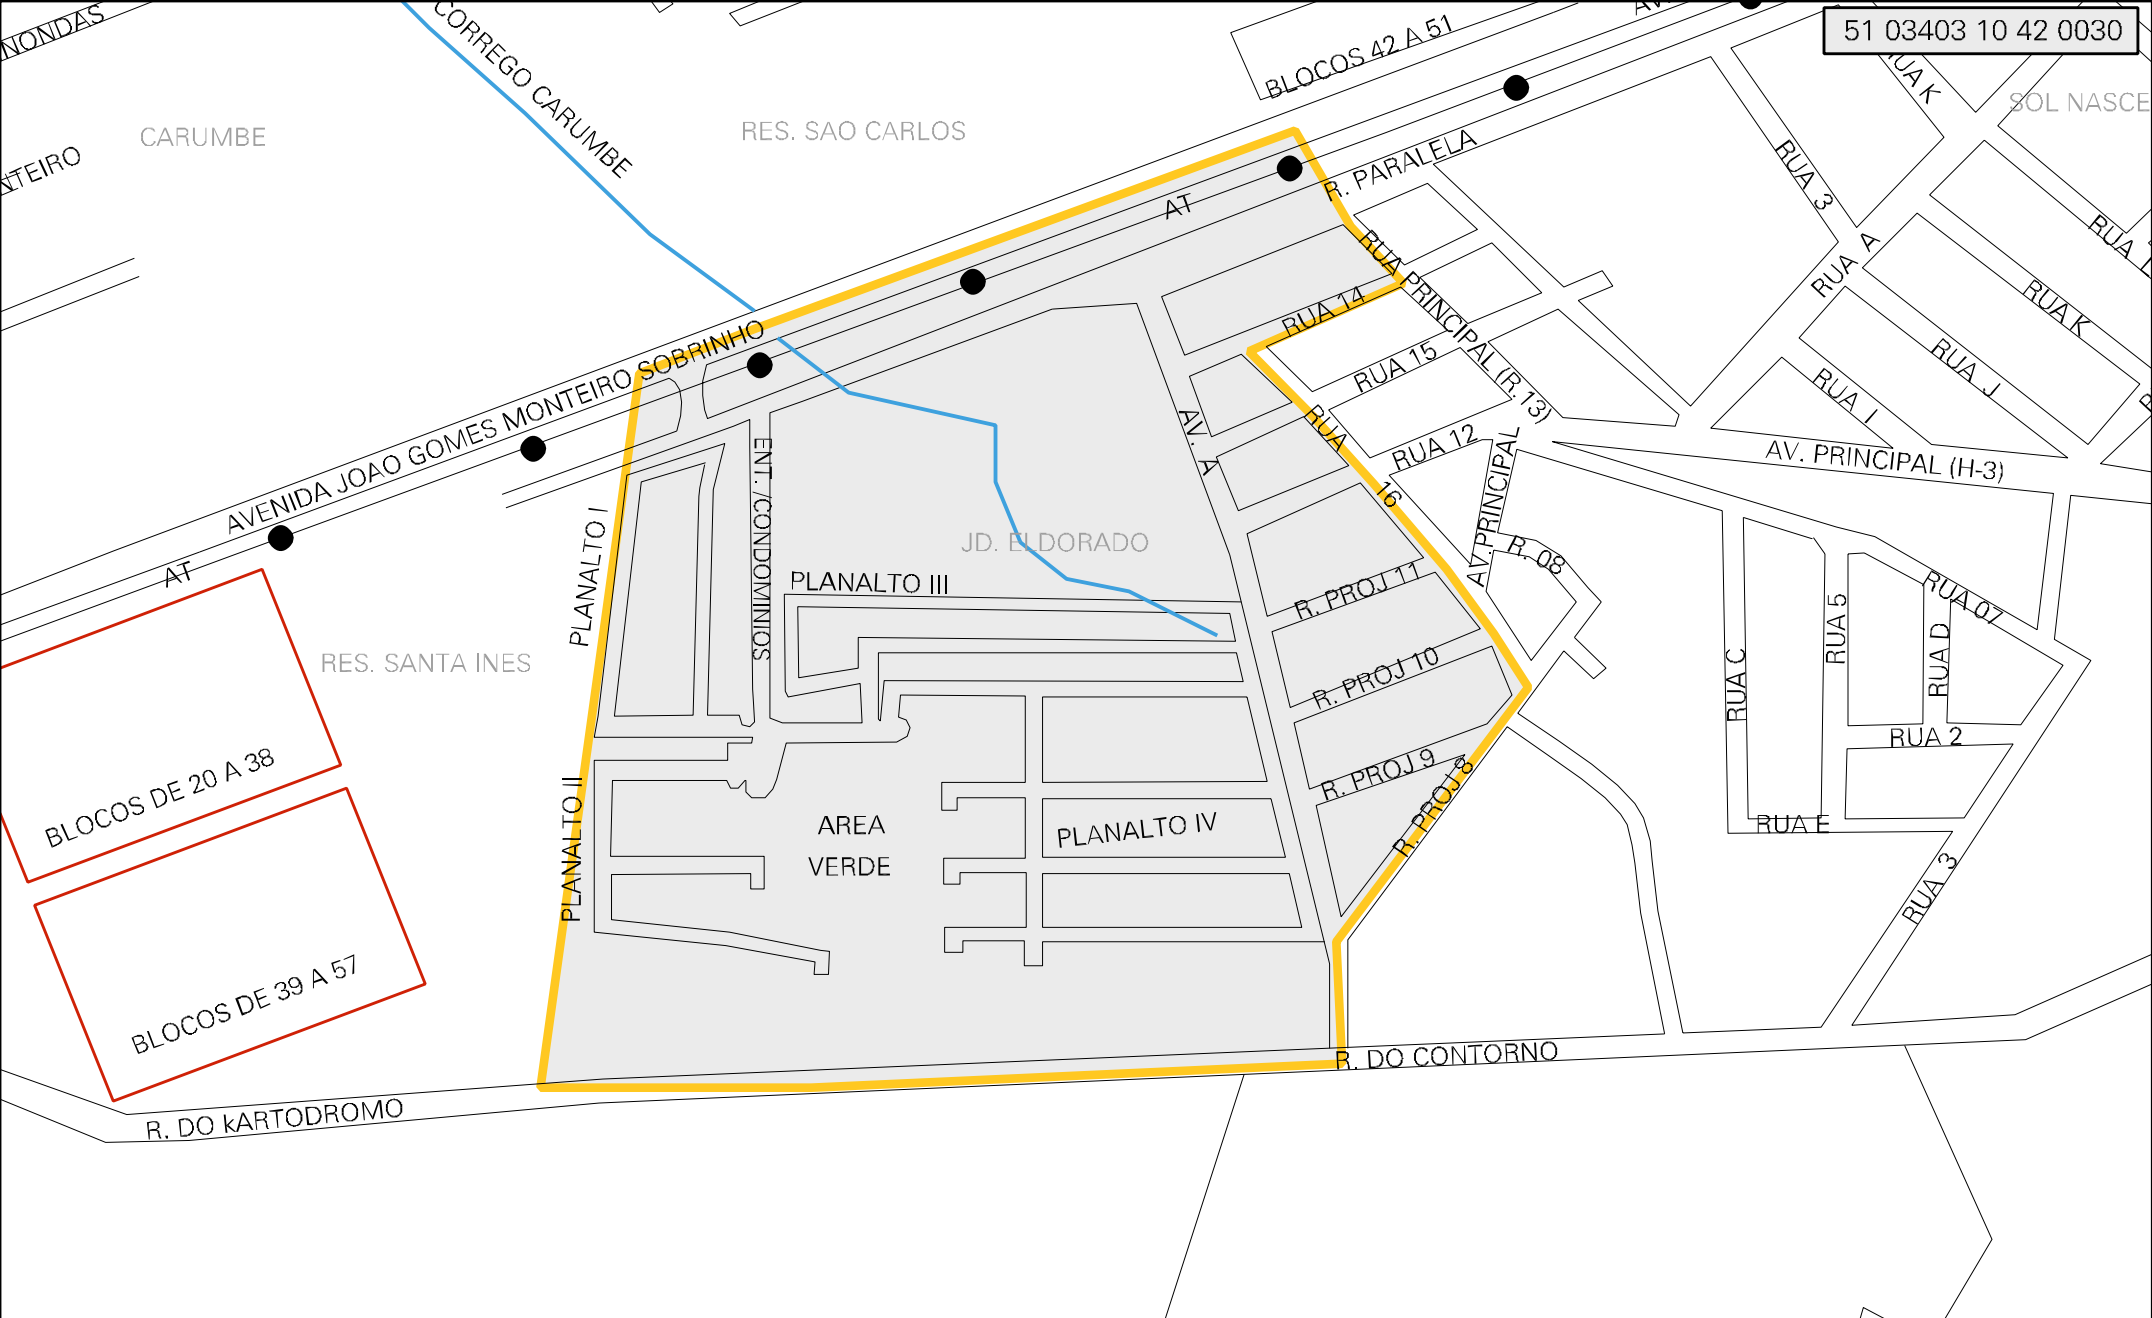 51 03403 10 42 0030
NONDAS
CORREGO CARUMBE
BLOCOS 42 A 51
RUA K
SOL NASCE
CARUMBE
RES. SAO CARLOS
NTEIRO
R. PARALELA
RUA 3
AT
RUA A
RUA PRINCIPAL (R.13)
RUA 14
RUA K
AVENIDA JOAO GOMES MONTEIRO SOBRINHO
RUA 15
RUA J
RUA I
AV. A
RUA 16
RUA 12
AV. PRINCIPAL (H-3)
AV. PRINCIPAL
ENT. /CONDOMINIOS
PLANALTO I
JD. ELDORADO
R. 08
AT
PLANALTO III
R. PROJ 11
RUA 07
RUA 5
RUA D
RUA C
RES. SANTA INES
R. PROJ 10
RUA 2
BLOCOS DE 20 A 38
R. PROJ 9
R. PROJ 8
PLANALTO II
AREA
VERDE
PLANALTO IV
RUA E
RUA 3
BLOCOS DE 39 A 57
R. DO CONTORNO
R. DO kARTODROMO